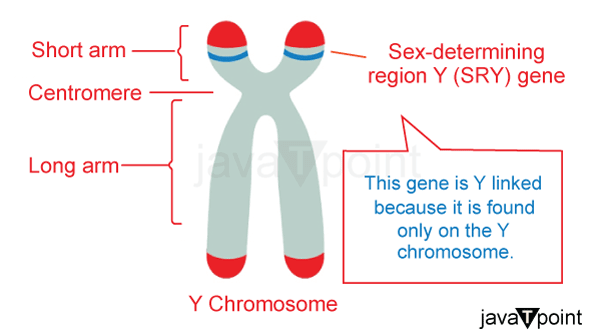 Short arm
Centromere
Long arm
Sex-determining
region Y (SRY) gene
This gene is Y linked
because it is found
only on the Y
chromosome.
javaTpoint
Y Chromosome
javaTpoint